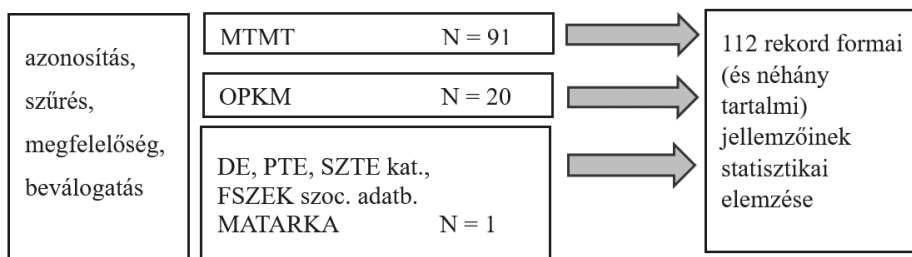 azonosítás,
szűrés,
megfelelőség,
beválogatás
MTMT N = 91
OPKM N = 20
DE, PTE, SZTE kat.,
FSZEK szoc. adatb.
MATARKA N = 1
112 rekord formai
(és néhány
tartalmi)
jellemzőinek
statisztikai
elemzése